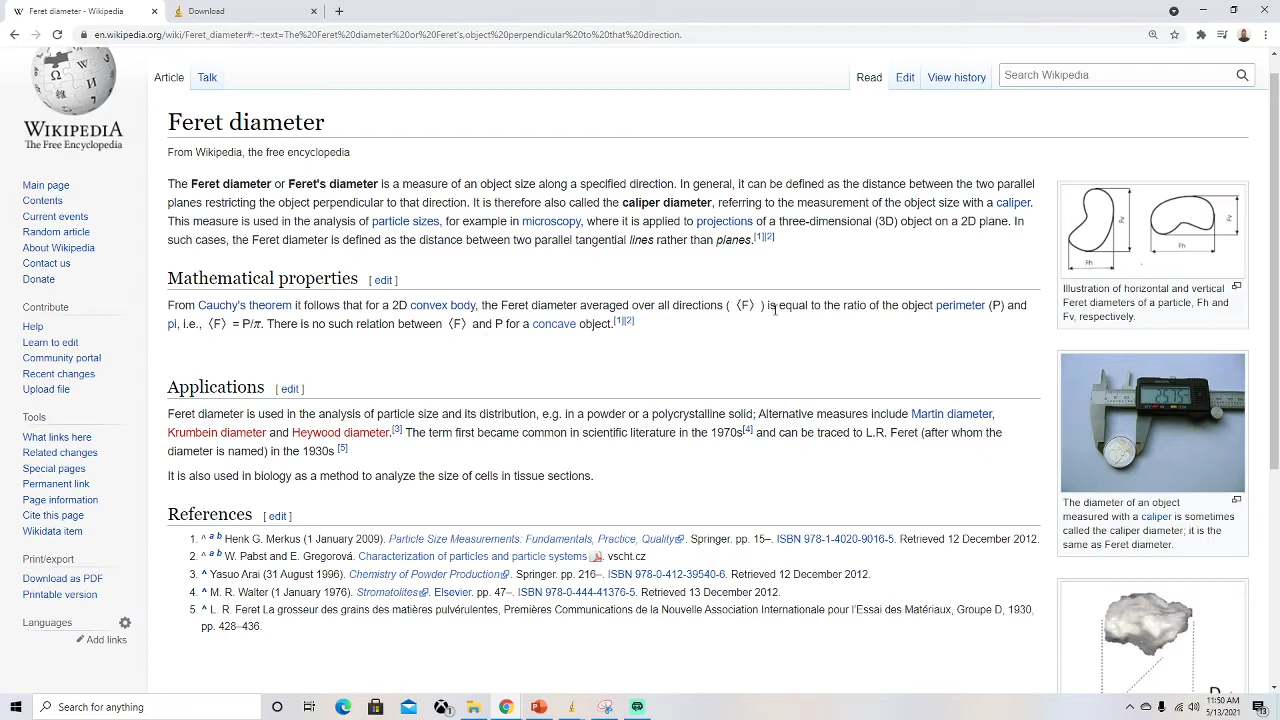 Feret diameter - Wikipedia
Download
en.wikipedia.org/wiki/Feret_diameter#:~:text=The%20Feret%20diameter%20or%20Feret's,object%20perpendicular%20to%20that%20direction.
WIKIPEDIA
The Free Encyclopedia
Main page
Contents
Current events
Random article
About Wikipedia
Contact us
Donate
Contribute
Help
Learn to edit
Community portal
Recent changes
Upload file
Tools
What links here
Related changes
Special pages
Permanent link
Page information
Cite this page
Wikidata item
Print/export
Download as PDF
Printable version
Languages
Add links
Article Talk
Read Edit View history
Search Wikipedia
Feret diameter
From Wikipedia, the free encyclopedia
The Feret diameter or Feret's diameter is a measure of an object size along a specified direction. In general, it can be defined as the distance between the two parallel
planes restricting the object perpendicular to that direction. It is therefore also called the caliper diameter, referring to the measurement of the object size with a caliper.
This measure is used in the analysis of particle sizes, for example in microscopy, where it is applied to projections of a three-dimensional (3D) object on a 2D plane. In
such cases, the Feret diameter is defined as the distance between two parallel tangential lines rather than planes.[1][2]
Mathematical properties [ edit ]
From Cauchy's theorem it follows that for a 2D convex body, the Feret diameter averaged over all directions (〈F〉) is equal to the ratio of the object perimeter (P) and
pi, i.e., 〈F〉 = P/π. There is no such relation between 〈F〉 and P for a concave object.[1][2]
Applications [ edit ]
Feret diameter is used in the analysis of particle size and its distribution, e.g. in a powder or a polycrystalline solid; Alternative measures include Martin diameter,
Krumbein diameter and Heywood diameter.[3] The term first became common in scientific literature in the 1970s[4] and can be traced to L.R. Feret (after whom the
diameter is named) in the 1930s [5]
It is also used in biology as a method to analyze the size of cells in tissue sections.
References [ edit ]
1. ^ a b Henk G. Merkus (1 January 2009). Particle Size Measurements: Fundamentals, Practice, Quality. Springer. pp. 15–. ISBN 978-1-4020-9016-5. Retrieved 12 December 2012.
2. ^ a b W. Pabst and E. Gregorová. Characterization of particles and particle systems. vscht.cz
3. ^ Yasuo Arai (31 August 1996). Chemistry of Powder Production. Springer. pp. 216–. ISBN 978-0-412-39540-6. Retrieved 12 December 2012.
4. ^ M. R. Walter (1 January 1976). Stromatolites. Elsevier. pp. 47–. ISBN 978-0-444-41376-5. Retrieved 13 December 2012.
5. ^ L. R. Feret La grosseur des grains des matières pulvérulentes, Premières Communications de la Nouvelle Association Internationale pour l'Essai des Matériaux, Groupe D, 1930,
pp. 428–436.
Fv
Fh
Fv
Fh
Illustration of horizontal and vertical
Feret diameters of a particle, Fh and
Fv, respectively.
The diameter of an object
measured with a caliper is sometimes
called the caliper diameter; it is the
same as Feret diameter.
Search for anything
11:50 AM
5/13/2021